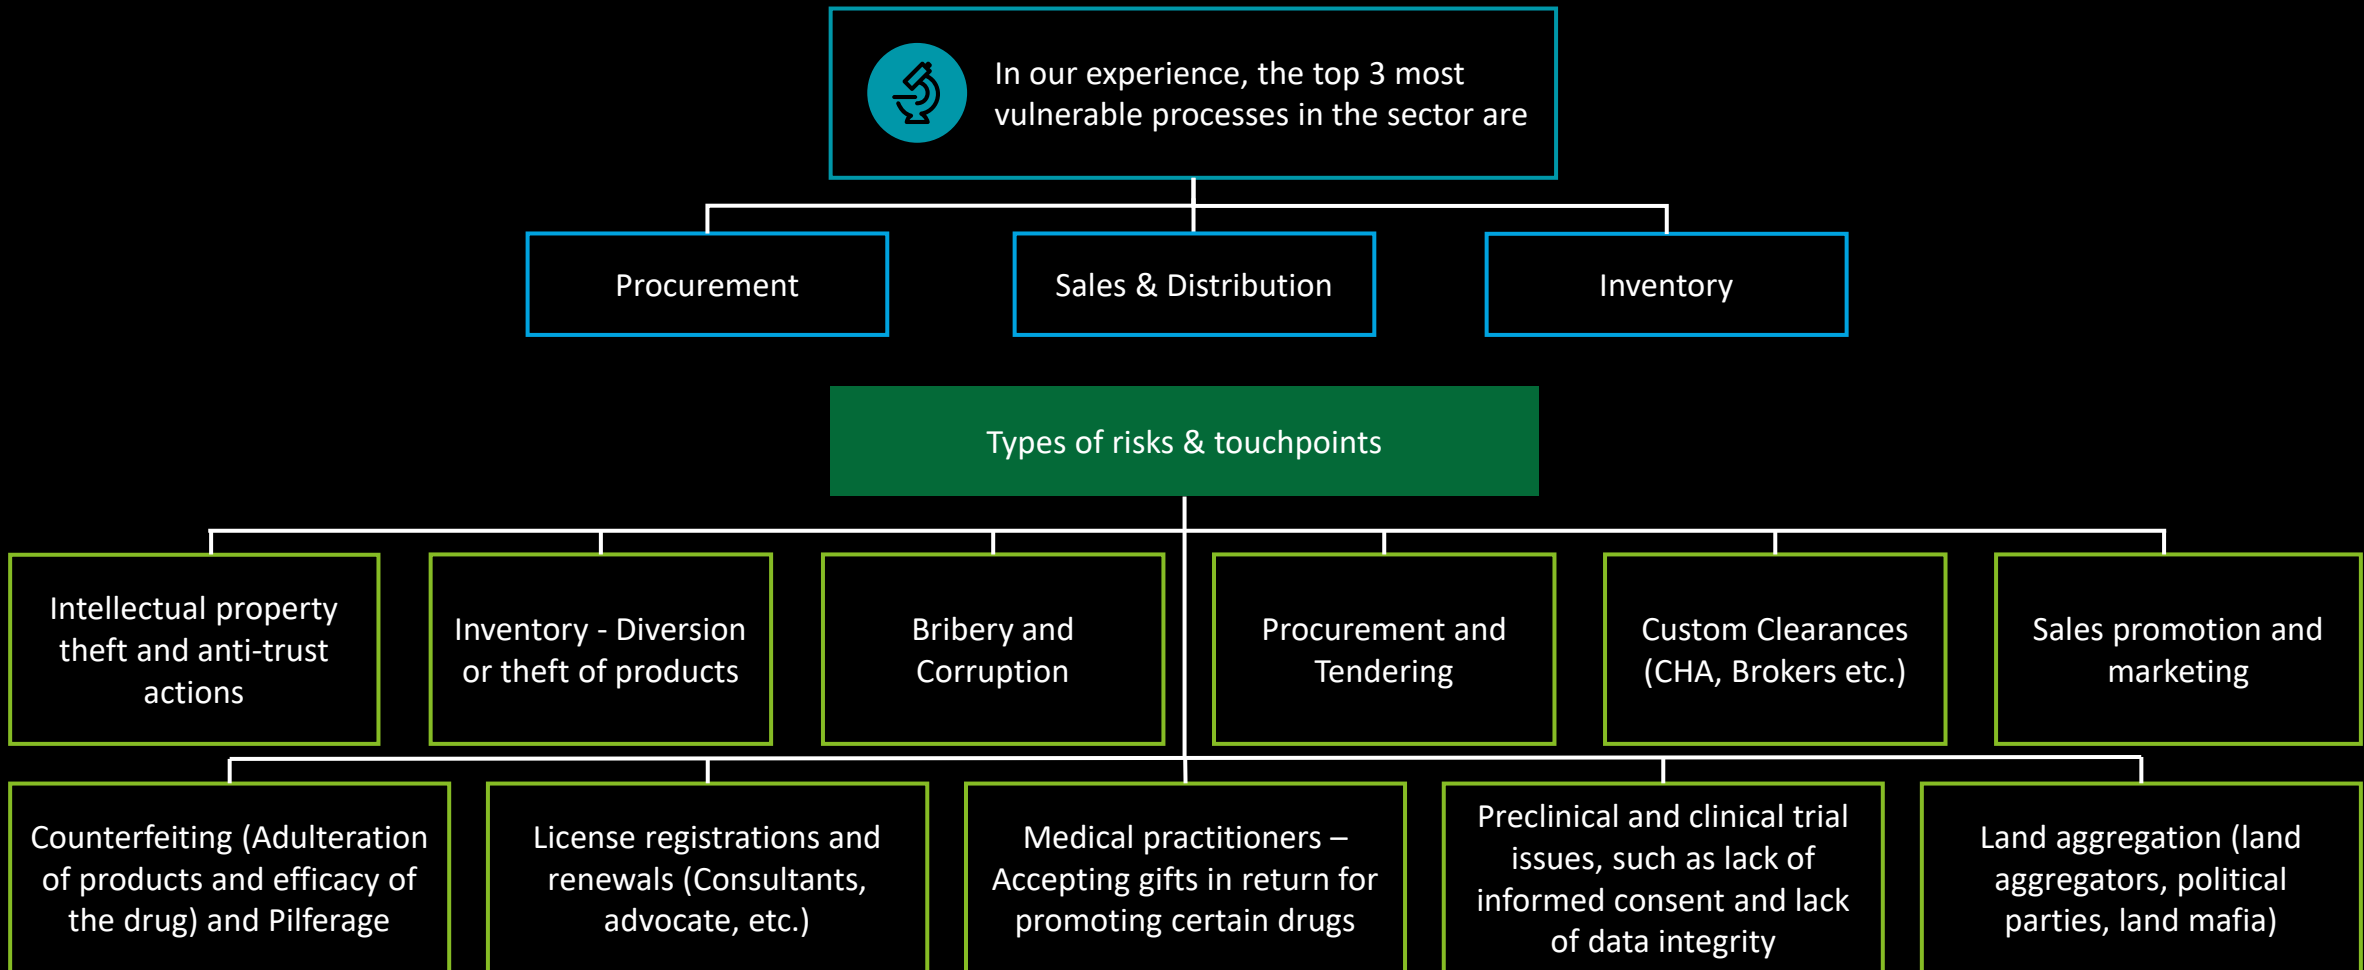 In our experience, the top 3 most
vulnerable processes in the sector are
Procurement
Sales & Distribution
Inventory
Types of risks & touchpoints
Intellectual property
theft and anti-trust
actions
Inventory - Diversion
or theft of products
Bribery and
Corruption
Procurement and
Tendering
Custom Clearances
(CHA, Brokers etc.)
Sales promotion and
marketing
Counterfeiting (Adulteration
of products and efficacy of
the drug) and Pilferage
License registrations and
renewals (Consultants,
advocate, etc.)
Medical practitioners –
Accepting gifts in return for
promoting certain drugs
Preclinical and clinical trial
issues, such as lack of
informed consent and lack
of data integrity
Land aggregation (land
aggregators, political
parties, land mafia)